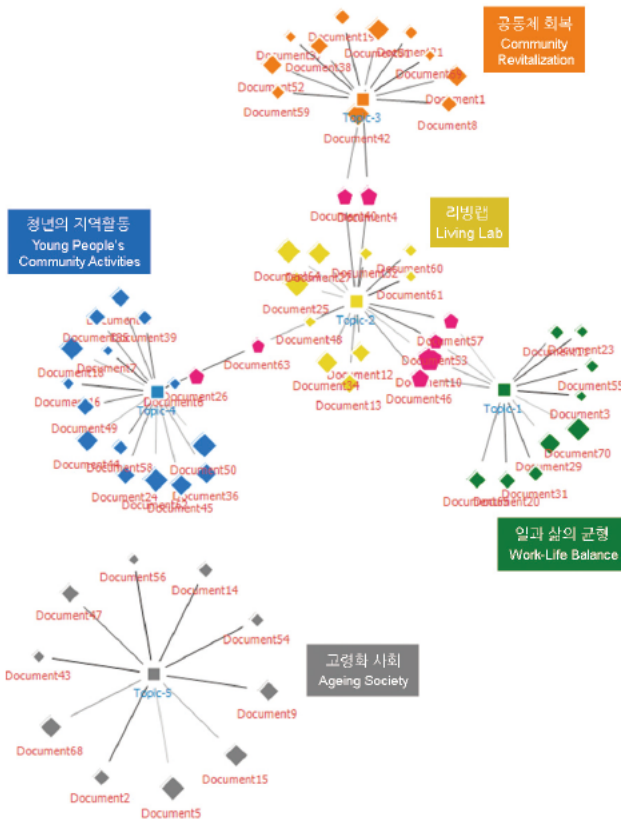 공동체 회복
Community
Revitalization
Document52
Document38
Document59
Document1
Document8
Topic-3
Document42
Document4
청년의 지역활동
Young People's
Community Activities
리빙랩
Living Lab
Document60
Document61
Document25
Topic-2
Document48
Document57
Document53
Document63
Document12
Document34
Document13
Document10
Document46
Document39
Document26
Topic-4
Document49
Document58
Document50
Document24
Document36
Document45
Document23
Document55
Topic-1
Document3
Document70
Document29
Document31
Document20
일과 삶의 균형
Work-Life Balance
Document56
Document14
Document47
Document54
고령화 사회
Ageing Society
Document43
Topic-5
Document9
Document68
Document15
Document2
Document5